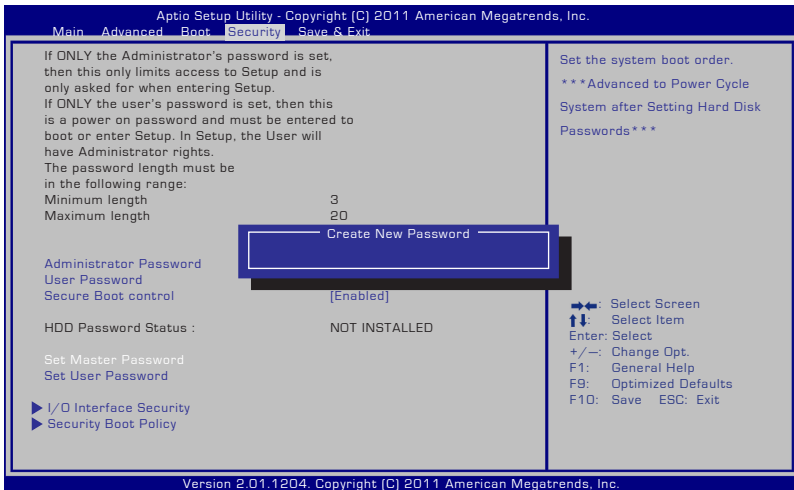 Aptio Setup Utility - Copyright (C) 2011 American Megatrends, Inc.
Main Advanced Boot Security Save & Exit
If ONLY the Administrator's password is set,
then this only limits access to Setup and is
only asked for when entering Setup.
If ONLY the user's password is set, then this
is a power on password and must be entered to
boot or enter Setup. In Setup, the User will
have Administrator rights.
The password length must be
in the following range:
Minimum length 3
Maximum length 20
Create New Password
Administrator Password
User Password
Secure Boot control [Enabled]
HDD Password Status : NOT INSTALLED
Set Master Password
Set User Password
I/O Interface Security
Security Boot Policy
Set the system boot order.
***Advanced to Power Cycle
System after Setting Hard Disk
Passwords***
→←: Select Screen
↑↓: Select Item
Enter: Select
+/—: Change Opt.
F1: General Help
F9: Optimized Defaults
F10: Save ESC: Exit
Version 2.01.1204. Copyright (C) 2011 American Megatrends, Inc.